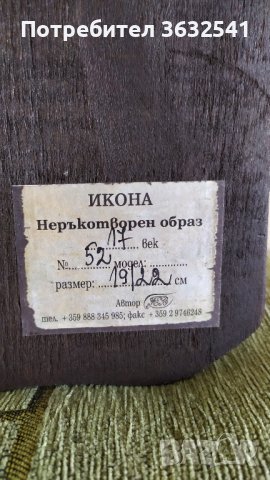 Потребител 3632541
ИКОНА
Неръкотворен образ
17 век
№ 52 модел:
размер: 19/22 см
Автор
тел. + 359 888 345 985; факс + 359 2 9746248